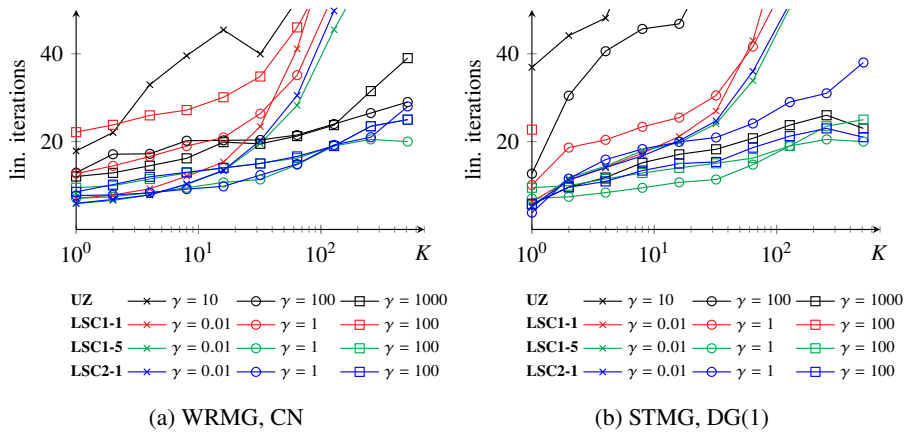 40
20
lin. iterations
10^0
10^1
10^2
K
UZ γ = 10 γ = 100 γ = 1000
LSC1-1 γ = 0.01 γ = 1 γ = 100
LSC1-5 γ = 0.01 γ = 1 γ = 100
LSC2-1 γ = 0.01 γ = 1 γ = 100
(a) WRMG, CN
40
20
lin. iterations
10^0
10^1
10^2
K
UZ γ = 10 γ = 100 γ = 1000
LSC1-1 γ = 0.01 γ = 1 γ = 100
LSC1-5 γ = 0.01 γ = 1 γ = 100
LSC2-1 γ = 0.01 γ = 1 γ = 100
(b) STMG, DG(1)